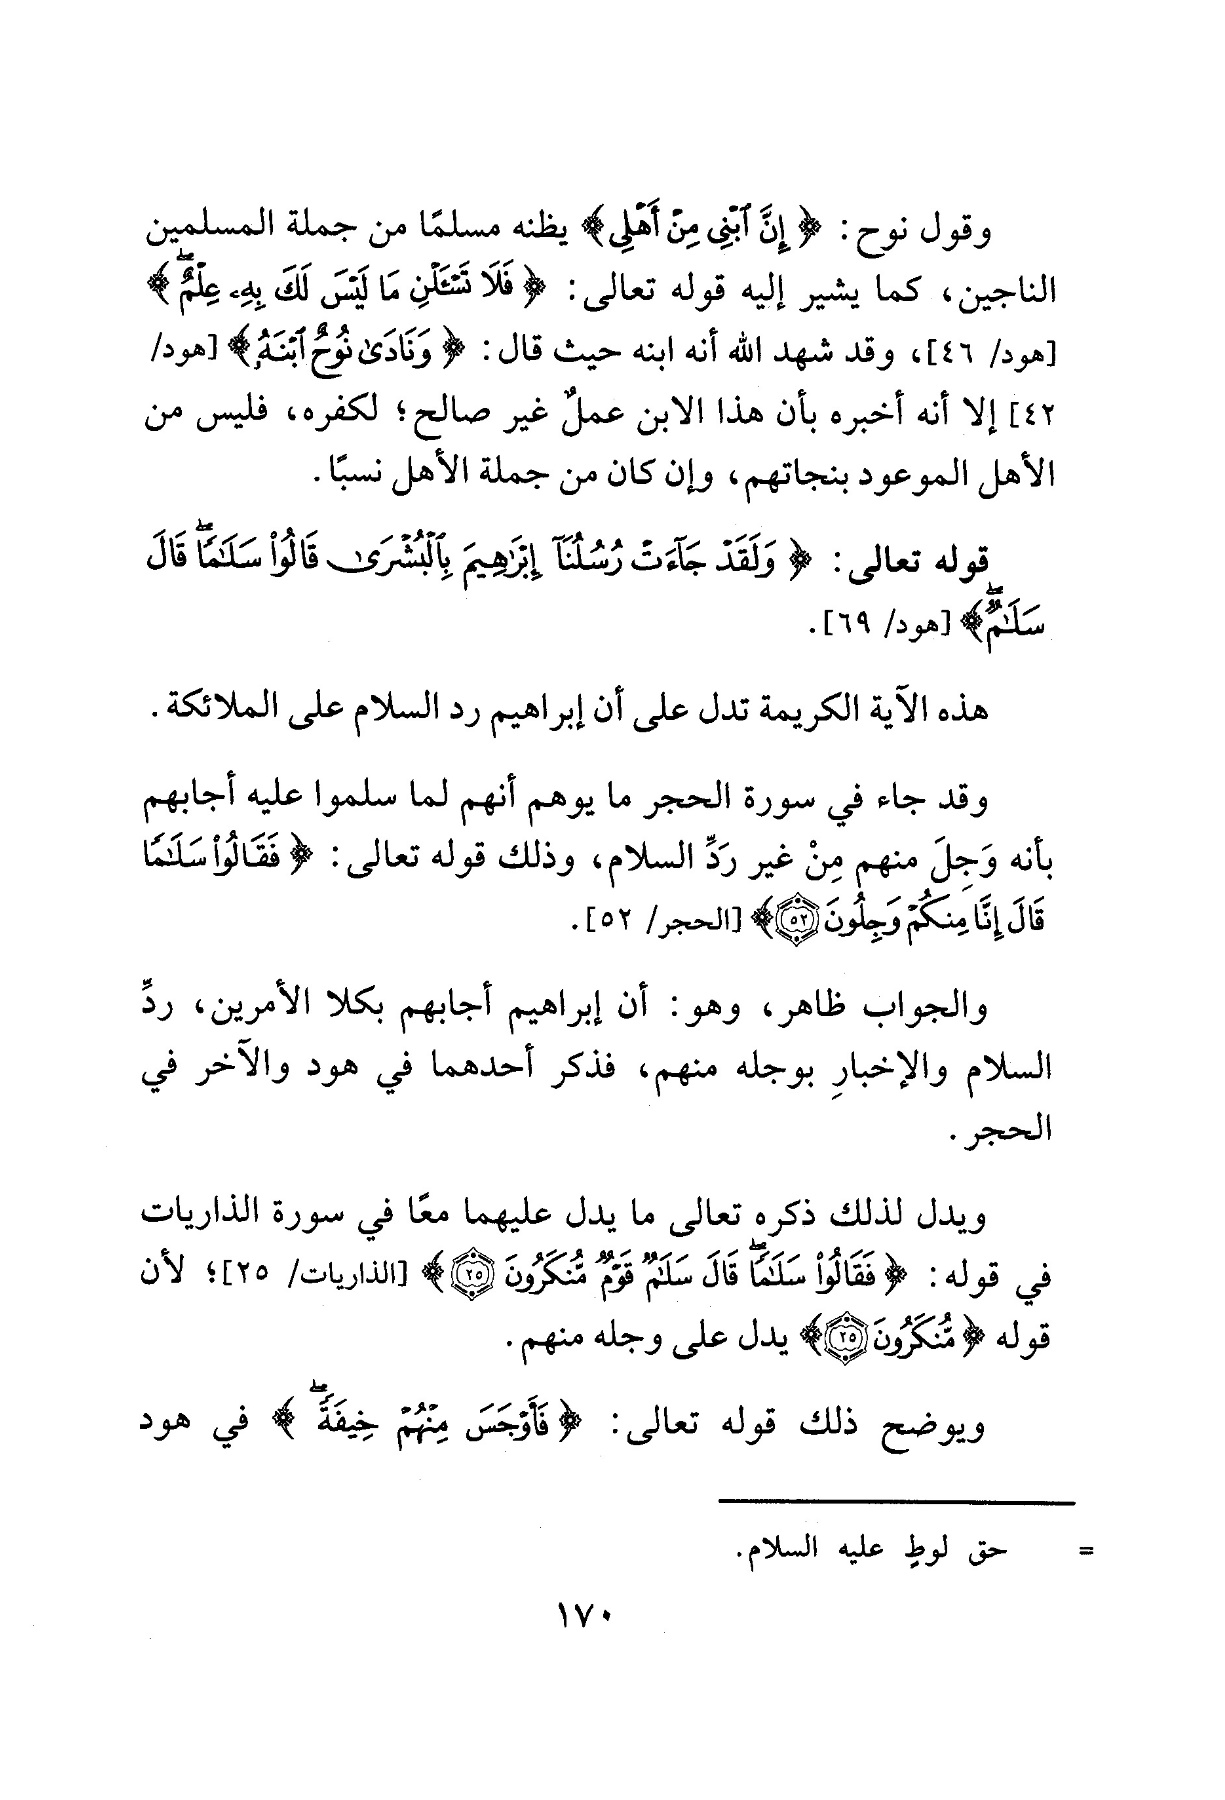 وقول نوح: ﴿إِنَّ ٱبْنِى مِنْ أَهْلِى﴾ يظنه مسلمًا من جملة المسلمين
الناجين، كما يشير إليه قوله تعالى: ﴿فَلَا تَسْـَٔلْنِ مَا لَيْسَ لَكَ بِهِۦ عِلْمٌ ۖ﴾
[هود/ ٤٦]، وقد شهد الله أنه ابنه حيث قال: ﴿وَنَادَىٰ نُوحٌ ٱبْنَهُۥ﴾ [هود/
٤٢] إلا أنه أخبره بأن هذا الابن عملٌ غير صالح؛ لكفره، فليس من
الأهل الموعود بنجاتهم، وإن كان من جملة الأهل نسبًا.
قوله تعالى: ﴿وَلَقَدْ جَآءَتْ رُسُلُنَآ إِبْرَٰهِيمَ بِٱلْبُشْرَىٰ قَالُوا۟ سَلَـٰمًا ۖ قَالَ
سَلَـٰمٌ ۖ﴾ [هود/ ٦٩].
هذه الآية الكريمة تدل على أن إبراهيم رد السلام على الملائكة.
وقد جاء في سورة الحجر ما يوهم أنهم لما سلموا عليه أجابهم
بأنه وَجِلَ منهم مِنْ غير رَدِّ السلام، وذلك قوله تعالى: ﴿فَقَالُوا۟ سَلَـٰمًا
قَالَ إِنَّا مِنكُمْ وَجِلُونَ ٥٢﴾ [الحجر/ ٥٢].
والجواب ظاهر، وهو: أن إبراهيم أجابهم بكلا الأمرين، ردِّ
السلام والإخبارِ بوجله منهم، فذكر أحدهما في هود والآخر في
الحجر.
ويدل لذلك ذكره تعالى ما يدل عليهما معًا في سورة الذاريات
في قوله: ﴿فَقَالُوا۟ سَلَـٰمًا ۖ قَالَ سَلَـٰمٌ قَوْمٌ مُّنكَرُونَ ٢٥﴾ [الذاريات/ ٢٥]؛ لأن
قوله ﴿مُّنكَرُونَ ٢٥﴾ يدل على وجله منهم.
ويوضح ذلك قوله تعالى: ﴿فَأَوْجَسَ مِنْهُمْ خِيفَةً ۖ﴾ في هود
= حق لوطٍ عليه السلام.
١٧٠